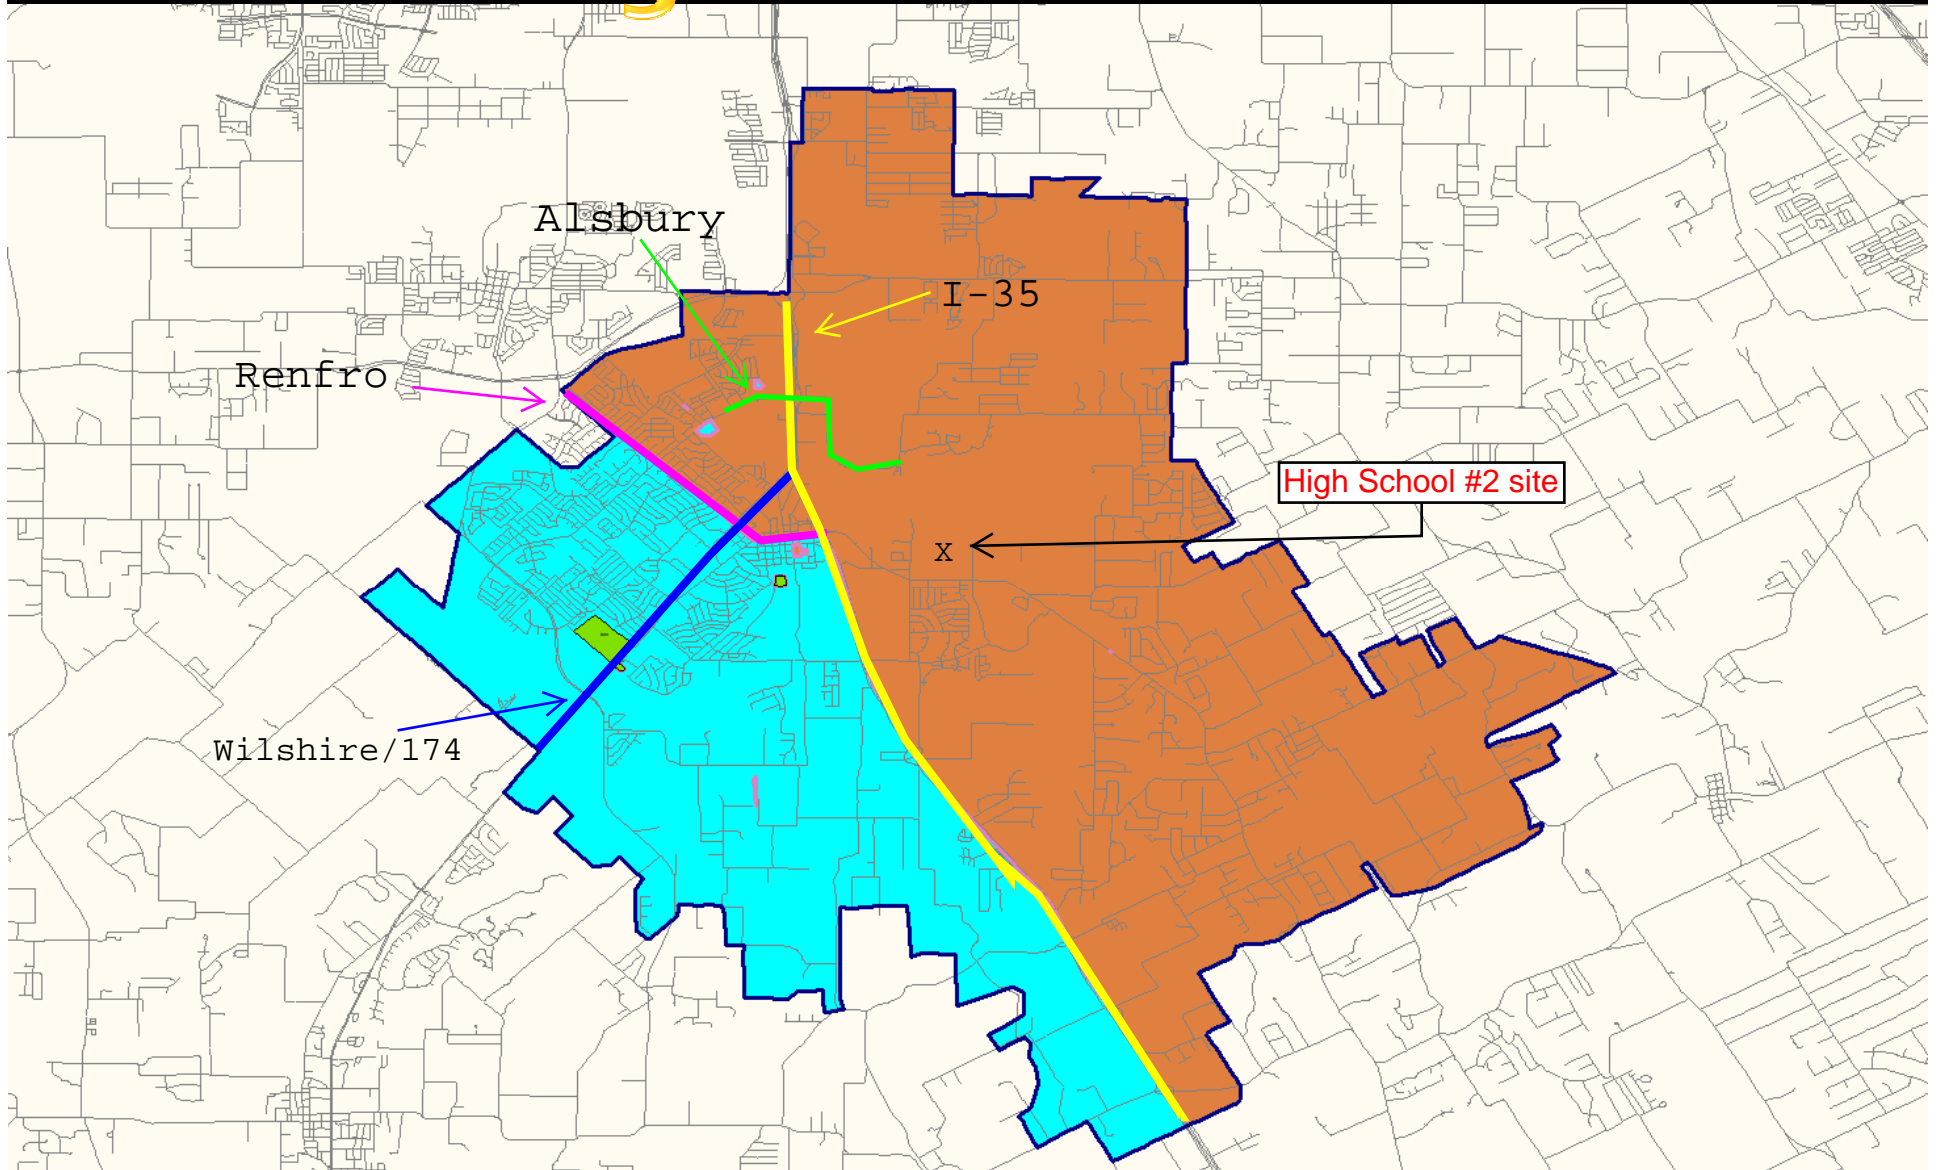 Alsbury
I-35
Renfro
High School #2 site
x
Wilshire/174